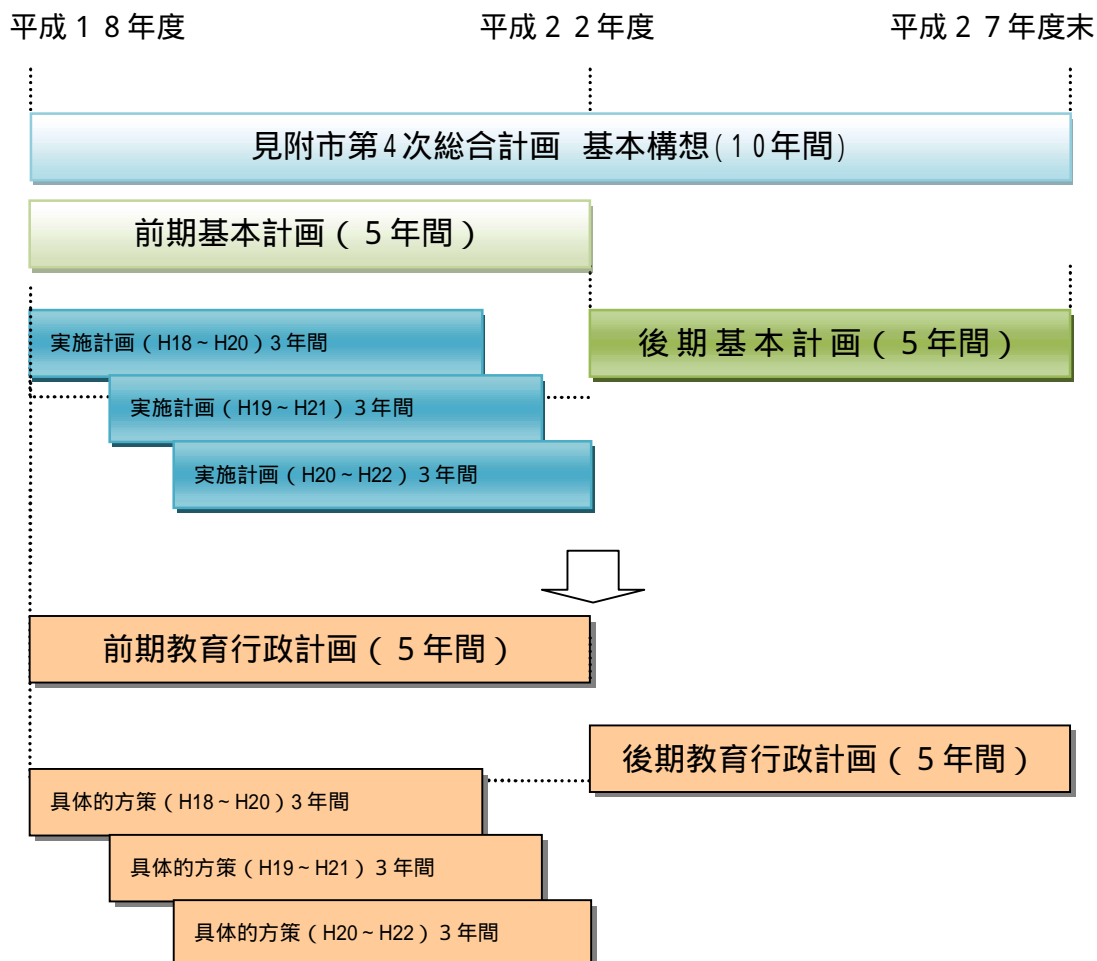 平成１８年度
平成２２年度
平成２７年度末
見附市第4次総合計画 基本構想(１０年間)
前期基本計画（５年間）
実施計画（H18～H20）3年間
後期基本計画（５年間）
実施計画（H19～H21）３年間
実施計画（H20～H22）３年間
前期教育行政計画（５年間）
後期教育行政計画（５年間）
具体的方策（H18～H20）3年間
具体的方策（H19～H21）３年間
具体的方策（H20～H22）３年間